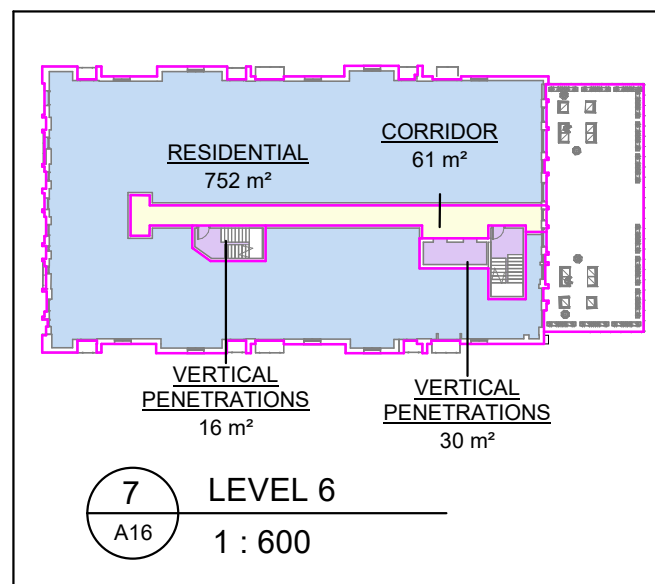 RESIDENTIAL
752 m²
CORRIDOR
61 m²
VERTICAL
PENETRATIONS
16 m²
VERTICAL
PENETRATIONS
30 m²
7
A16
LEVEL 6
1 : 600